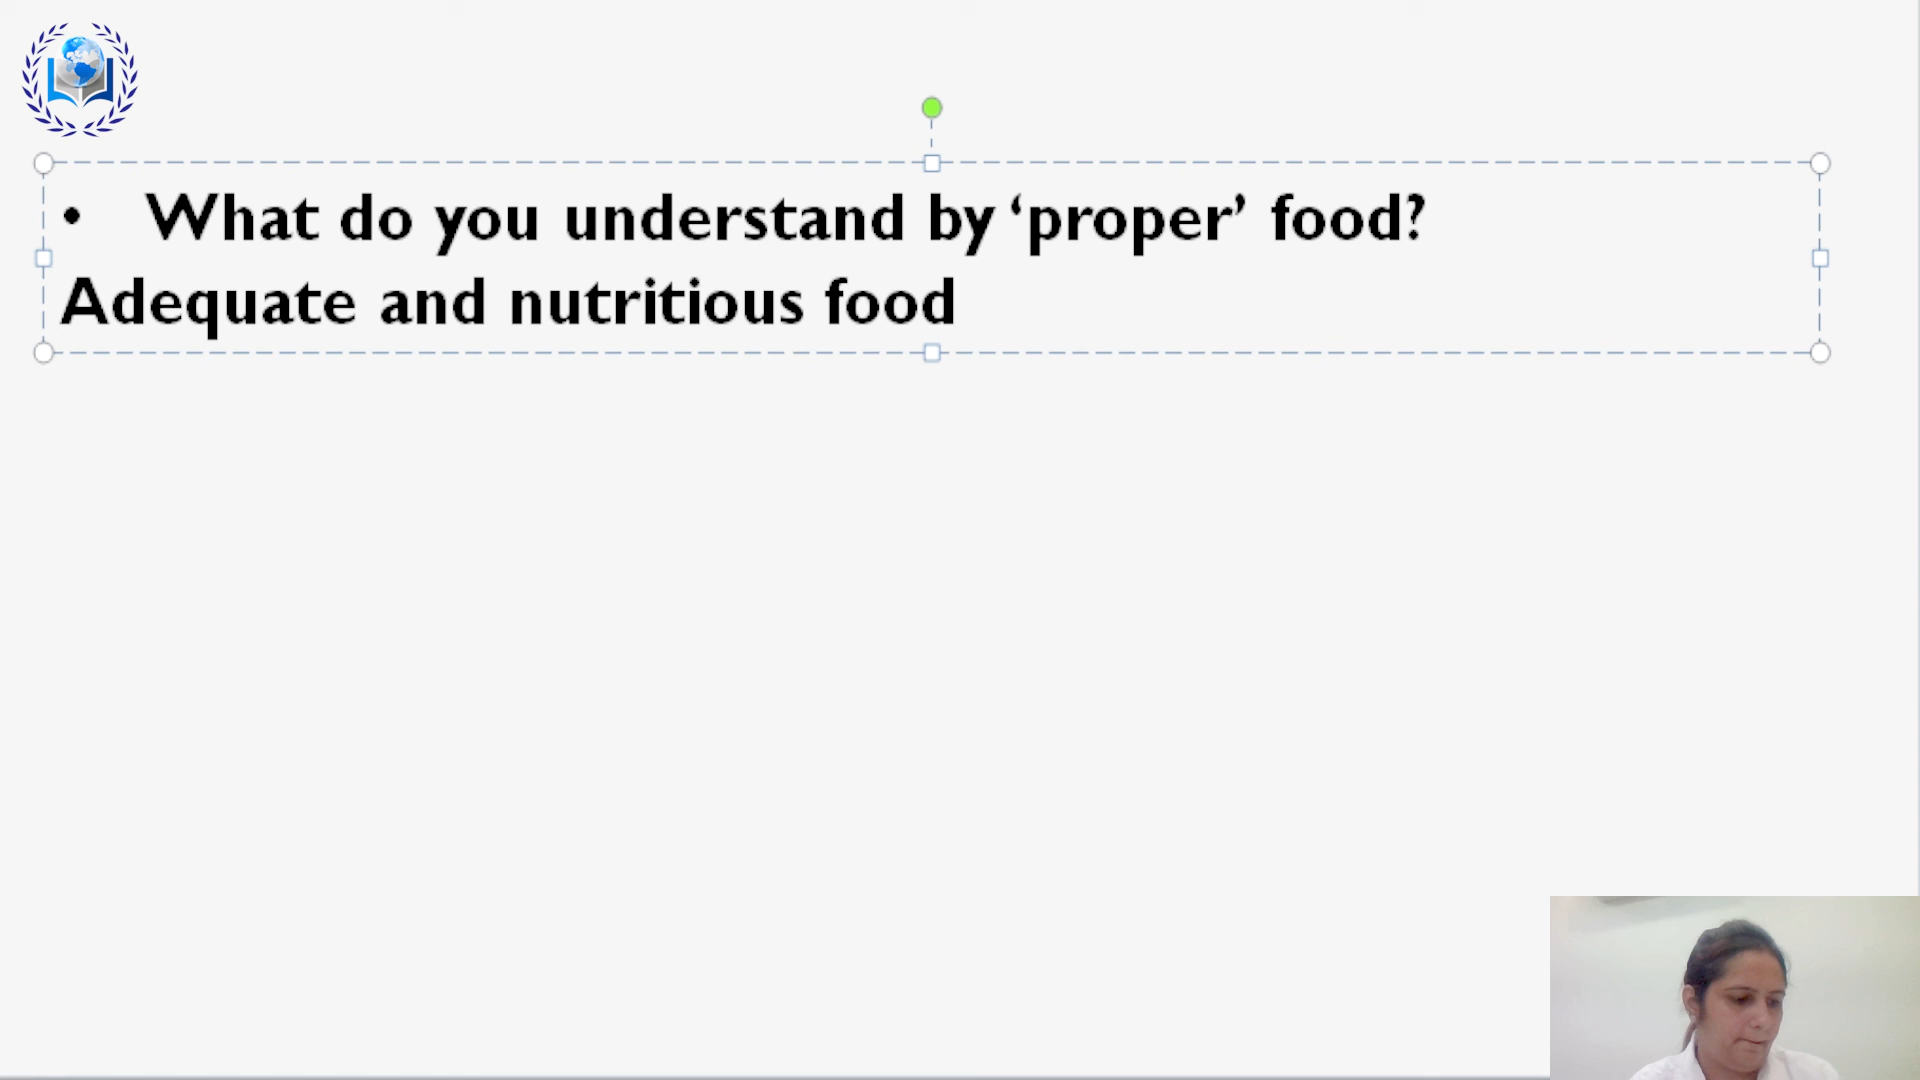 • What do you understand by ‘proper’ food?
Adequate and nutritious food